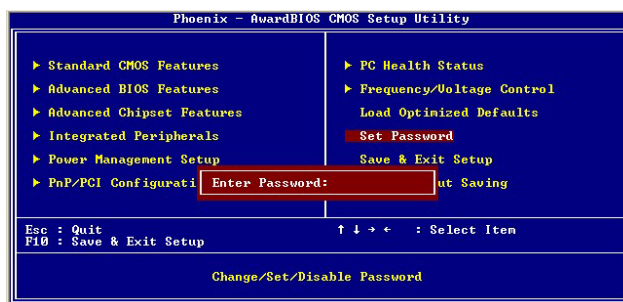 Phoenix - AwardBIOS CMOS Setup Utility
▶ Standard CMOS Features
▶ Advanced BIOS Features
▶ Advanced Chipset Features
▶ Integrated Peripherals
▶ Power Management Setup
▶ PnP/PCI Configurati
▶ PC Health Status
▶ Frequency/Voltage Control
Load Optimized Defaults
Set Password
Save & Exit Setup
ut Saving
Enter Password:
Esc : Quit
F10 : Save & Exit Setup
↑ ↓ → ← : Select Item
Change/Set/Disable Password